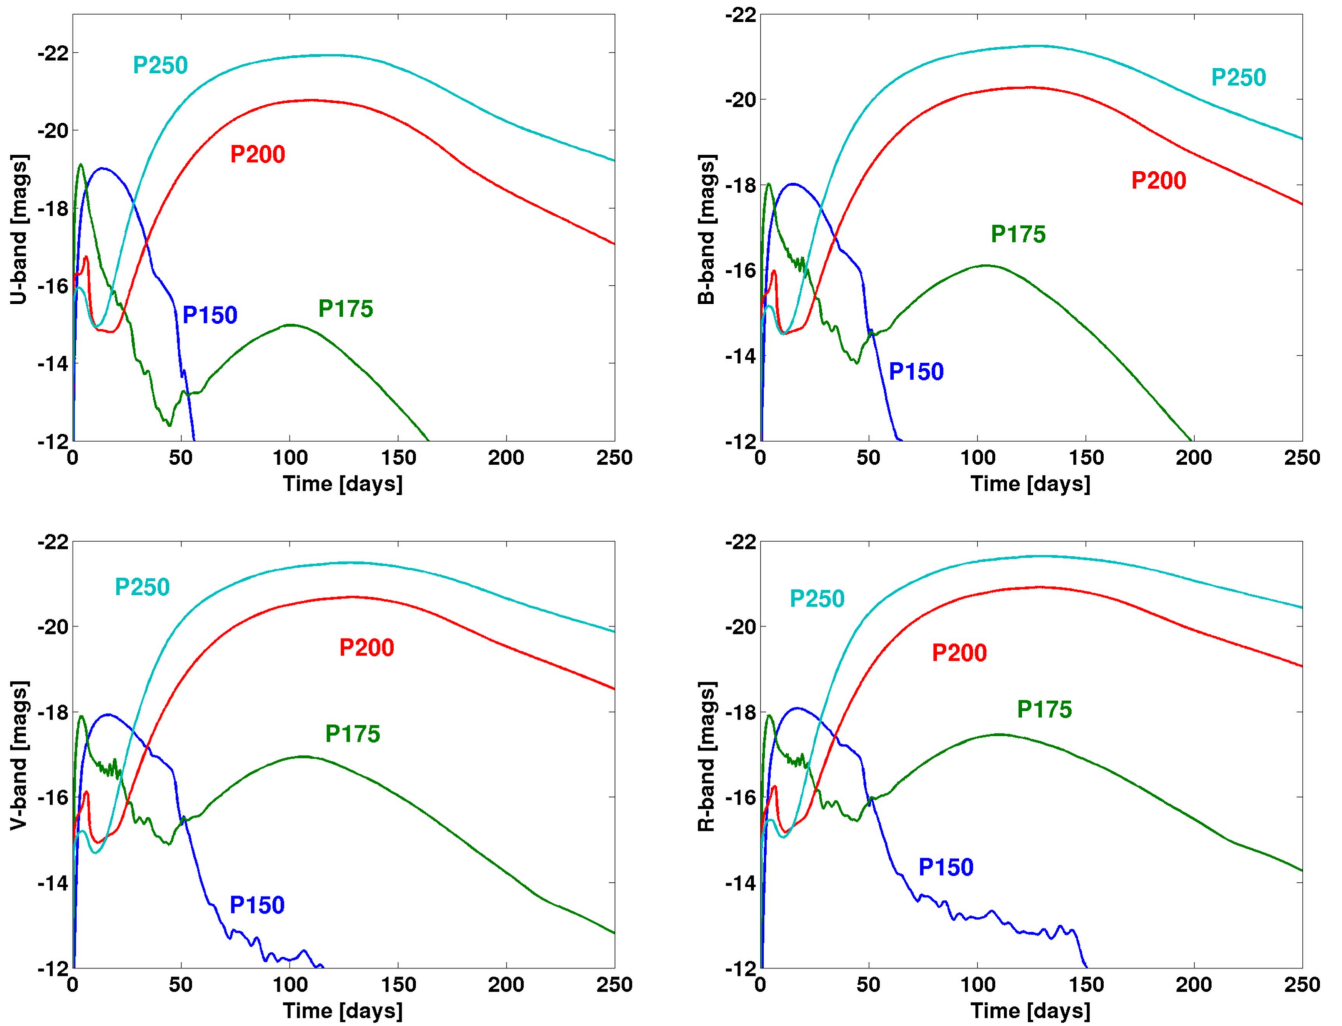 U-band [mags]
-22
-20
-18
-16
-14
-12
P250
P200
P150
P175
0 50 100 150 200 250
Time [days]
B-band [mags]
-22
-20
-18
-16
-14
-12
P250
P200
P175
P150
0 50 100 150 200 250
Time [days]
V-band [mags]
-22
-20
-18
-16
-14
-12
P250
P200
P175
P150
0 50 100 150 200 250
Time [days]
R-band [mags]
-22
-20
-18
-16
-14
-12
P250
P200
P175
P150
0 50 100 150 200 250
Time [days]